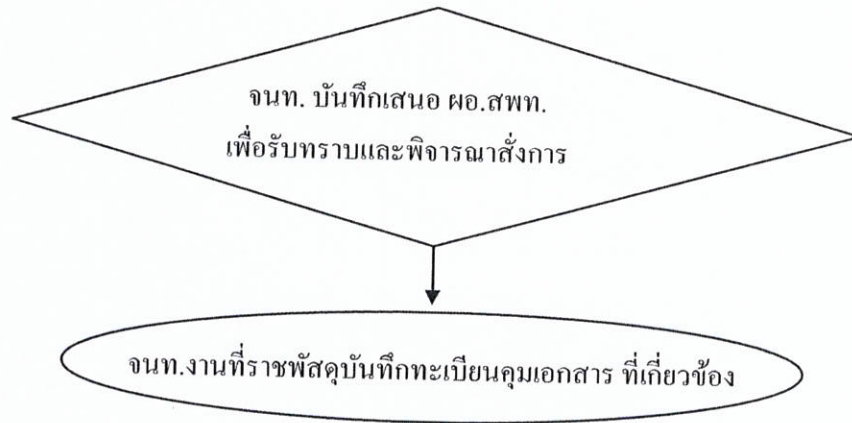 จนท. บันทึกเสนอ ผอ.สพท.
เพื่อรับทราบและพิจารณาสั่งการ
จนท.งานที่ราชพัสดุบันทึกทะเบียนคุมเอกสาร ที่เกี่ยวข้อง